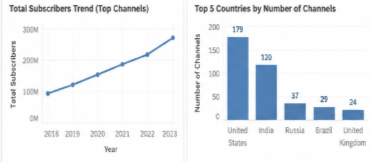 Total Subscribers Trend (Top Channels)
300M
200M
100M
0M
Total Subscribers
2018 2019 2020 2021 2022 2023
Year
Top 5 Countries by Number of Channels
200
150
100
50
0
Number of Channels
179
120
37
29
24
United States
India
Russia
Brazil
United Kingdom